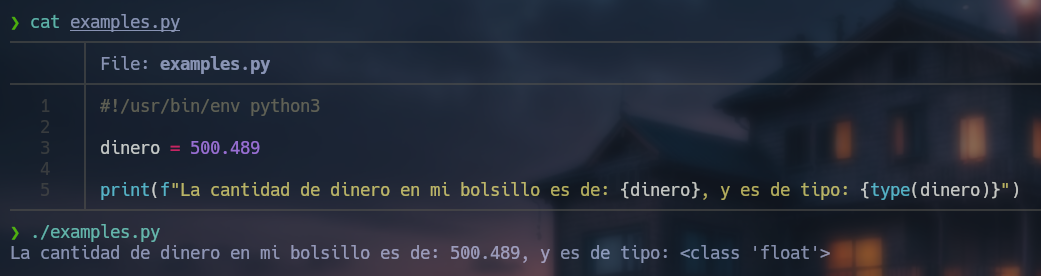 ❯ cat examples.py
File: examples.py
1 #!/usr/bin/env python3
2
3 dinero = 500.489
4
5 print(f"La cantidad de dinero en mi bolsillo es de: {dinero}, y es de tipo: {type(dinero)}")
❯ ./examples.py
La cantidad de dinero en mi bolsillo es de: 500.489, y es de tipo: <class 'float'>